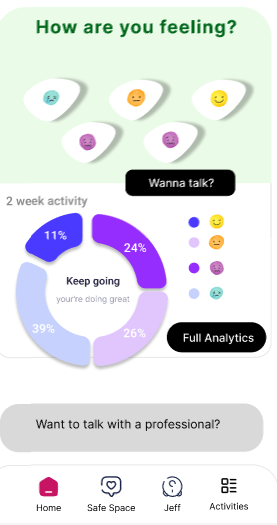 How are you feeling?
Wanna talk?
2 week activity
11%
24%
Keep going
your're doing great
39%
26%
Full Analytics
Want to talk with a professional?
Home
Safe Space
Jeff
Activities